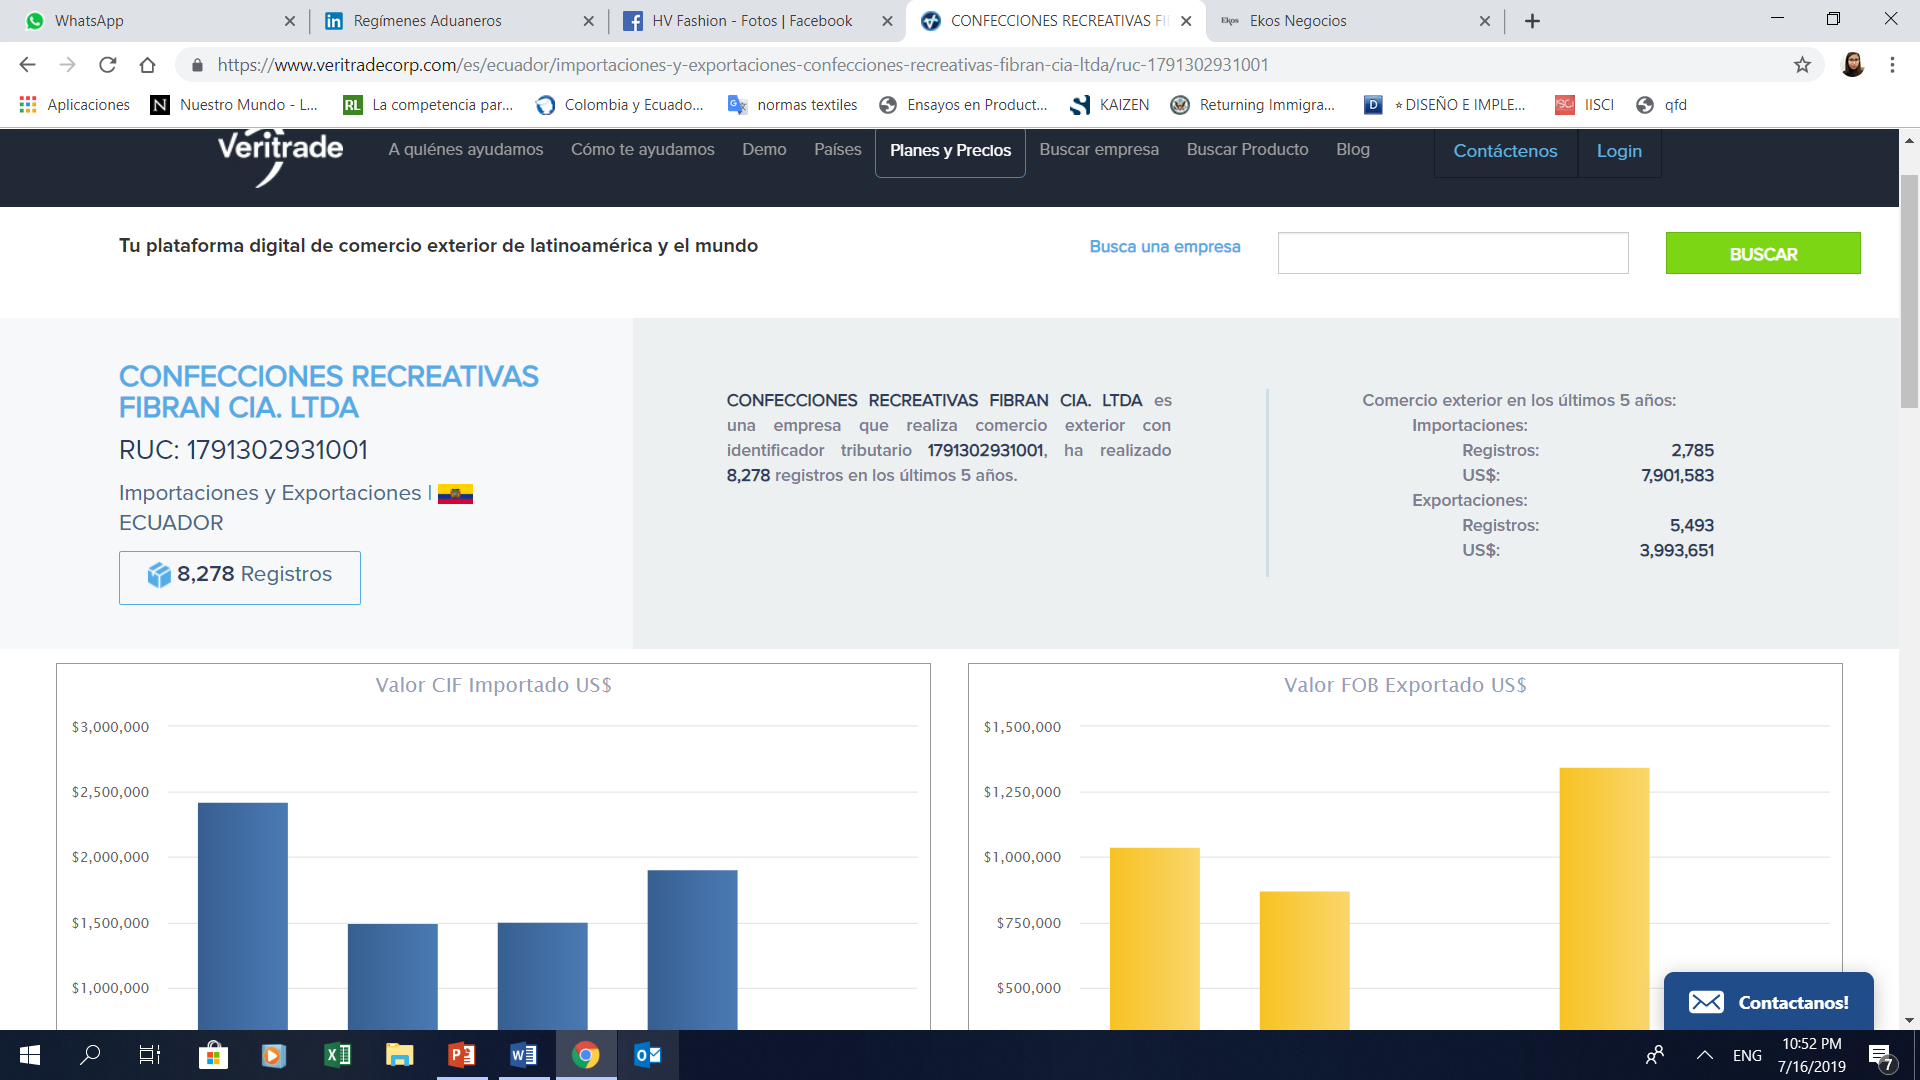 WhatsApp
Regímenes Aduaneros
HV Fashion - Fotos | Facebook
CONFECCIONES RECREATIVAS FI
Ekos Negocios
https://www.veritradecorp.com/es/ecuador/importaciones-y-exportaciones-confecciones-recreativas-fibran-cia-ltda/ruc-1791302931001
Aplicaciones
Nuestro Mundo - L...
La competencia par...
Colombia y Ecuado...
normas textiles
Ensayos en Product...
KAIZEN
Returning Immigra...
⭐DISEÑO E IMPLE...
IISCI
qfd
Veritrade
A quiénes ayudamos
Cómo te ayudamos
Demo
Países
Planes y Precios
Buscar empresa
Buscar Producto
Blog
Contáctenos
Login
Tu plataforma digital de comercio exterior de latinoamérica y el mundo
Busca una empresa
BUSCAR
CONFECCIONES RECREATIVAS
FIBRAN CIA. LTDA
RUC: 1791302931001
Importaciones y Exportaciones |
ECUADOR
8,278 Registros
CONFECCIONES RECREATIVAS FIBRAN CIA. LTDA es
una empresa que realiza comercio exterior con
identificador tributario 1791302931001, ha realizado
8,278 registros en los últimos 5 años.
Comercio exterior en los últimos 5 años:
Importaciones:
Registros: 2,785
US$: 7,901,583
Exportaciones:
Registros: 5,493
US$: 3,993,651
Valor CIF Importado US$
$3,000,000
$2,500,000
$2,000,000
$1,500,000
$1,000,000
Valor FOB Exportado US$
$1,500,000
$1,250,000
$1,000,000
$750,000
$500,000
Contactanos!
ENG
10:52 PM
7/16/2019
7